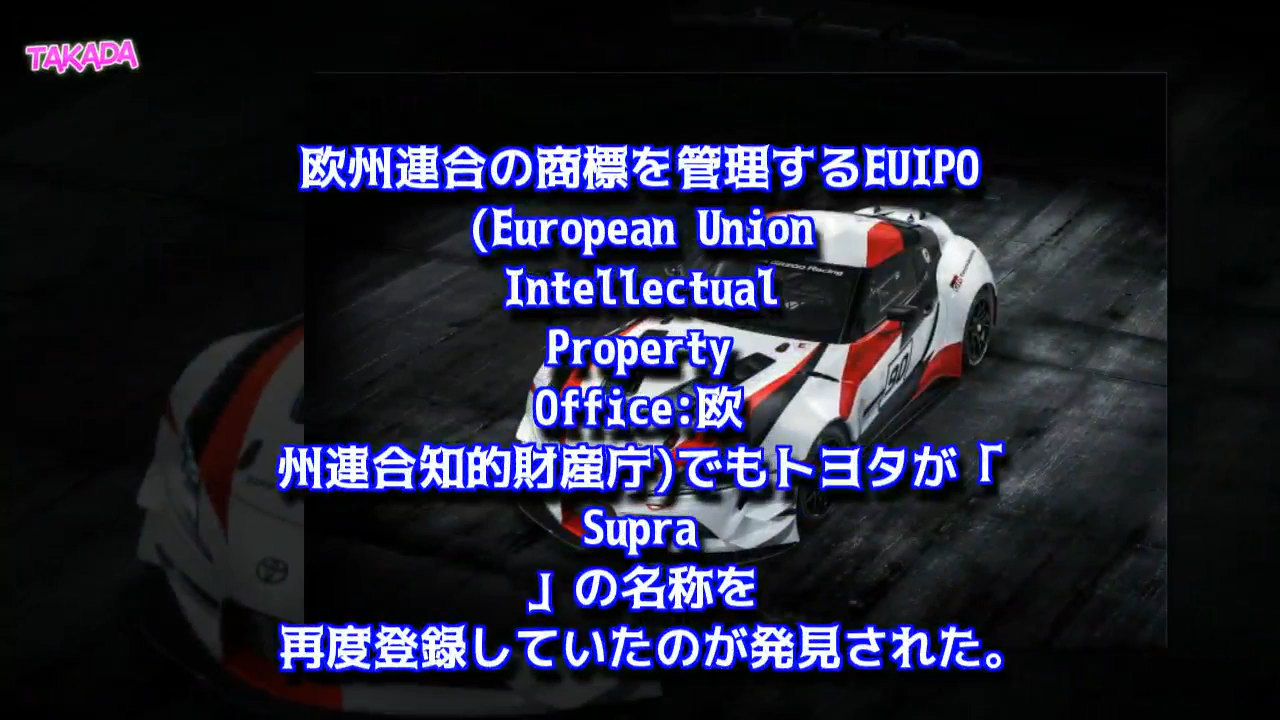 TAKADA
欧州連合の商標を管理するEUIPO
(European Union
Intellectual
Property
Office:欧
州連合知的財産庁)でもトヨタが「
Supra
」の名称を
再度登録していたのが発見された。
Racing
90